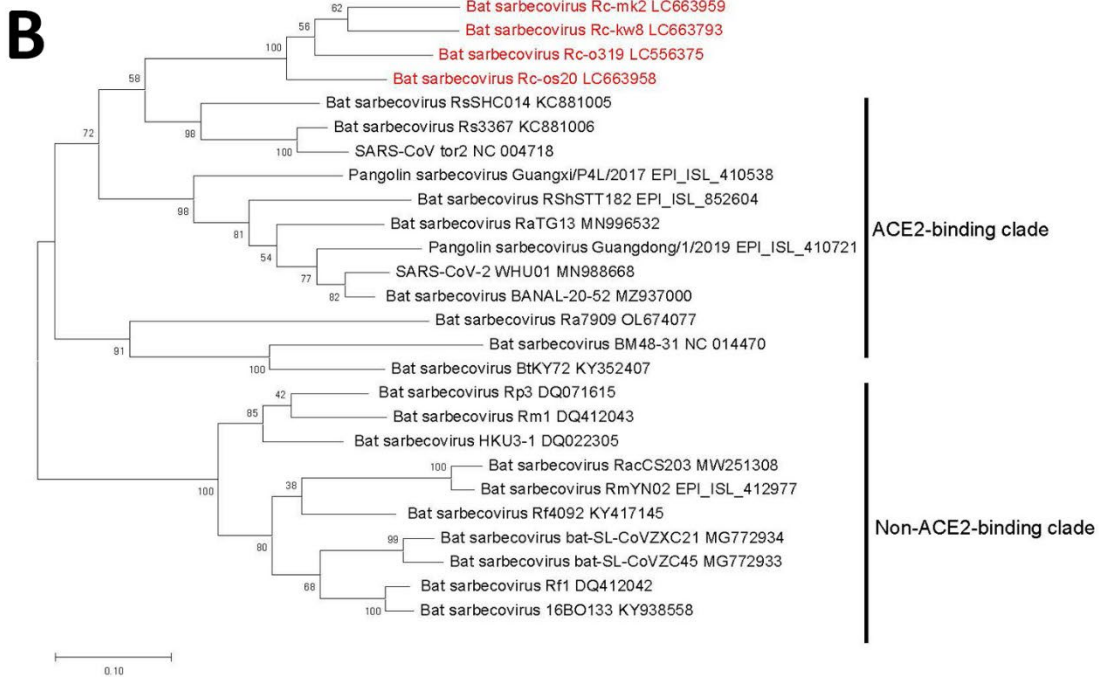 B
62
Bat sarbecovirus Rc-mk2 LC663959
56
Bat sarbecovirus Rc-kw8 LC663793
100
Bat sarbecovirus Rc-o319 LC556375
58
Bat sarbecovirus Rc-os20 LC663958
Bat sarbecovirus RsSHC014 KC881005
98
Bat sarbecovirus Rs3367 KC881006
72
100
SARS-CoV tor2 NC 004718
Pangolin sarbecovirus Guangxi/P4L/2017 EPI_ISL_410538
98
Bat sarbecovirus RShSTT182 EPI_ISL_852604
81
Bat sarbecovirus RaTG13 MN996532
ACE2-binding clade
54
Pangolin sarbecovirus Guangdong/1/2019 EPI_ISL_410721
77
SARS-CoV-2 WHU01 MN988668
82
Bat sarbecovirus BANAL-20-52 MZ937000
Bat sarbecovirus Ra7909 OL674077
91
Bat sarbecovirus BM48-31 NC 014470
100
Bat sarbecovirus BtKY72 KY352407
42
Bat sarbecovirus Rp3 DQ071615
85
Bat sarbecovirus Rm1 DQ412043
Bat sarbecovirus HKU3-1 DQ022305
100
100
Bat sarbecovirus RacCS203 MW251308
38
Bat sarbecovirus RmYN02 EPI_ISL_412977
Bat sarbecovirus Rf4092 KY417145
Non-ACE2-binding clade
80
99
Bat sarbecovirus bat-SL-CoVZXC21 MG772934
Bat sarbecovirus bat-SL-CoVZC45 MG772933
68
Bat sarbecovirus Rf1 DQ412042
100
Bat sarbecovirus 16BO133 KY938558
0.10